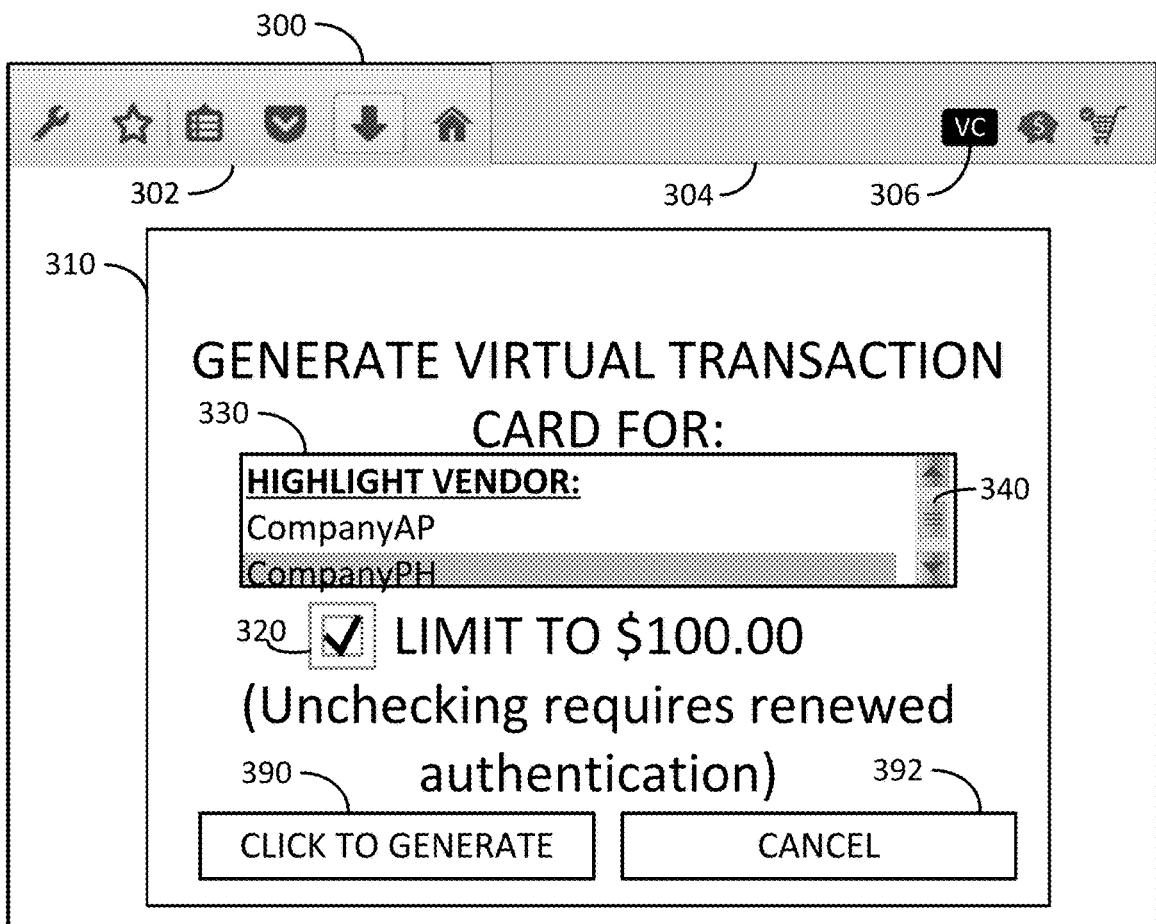 300
VC
302
304
306
310
GENERATE VIRTUAL TRANSACTION
330
CARD FOR:
HIGHLIGHT VENDOR:
340
CompanyAP
CompanyPH
320
LIMIT TO $100.00
(Unchecking requires renewed
390
authentication)
392
CLICK TO GENERATE
CANCEL